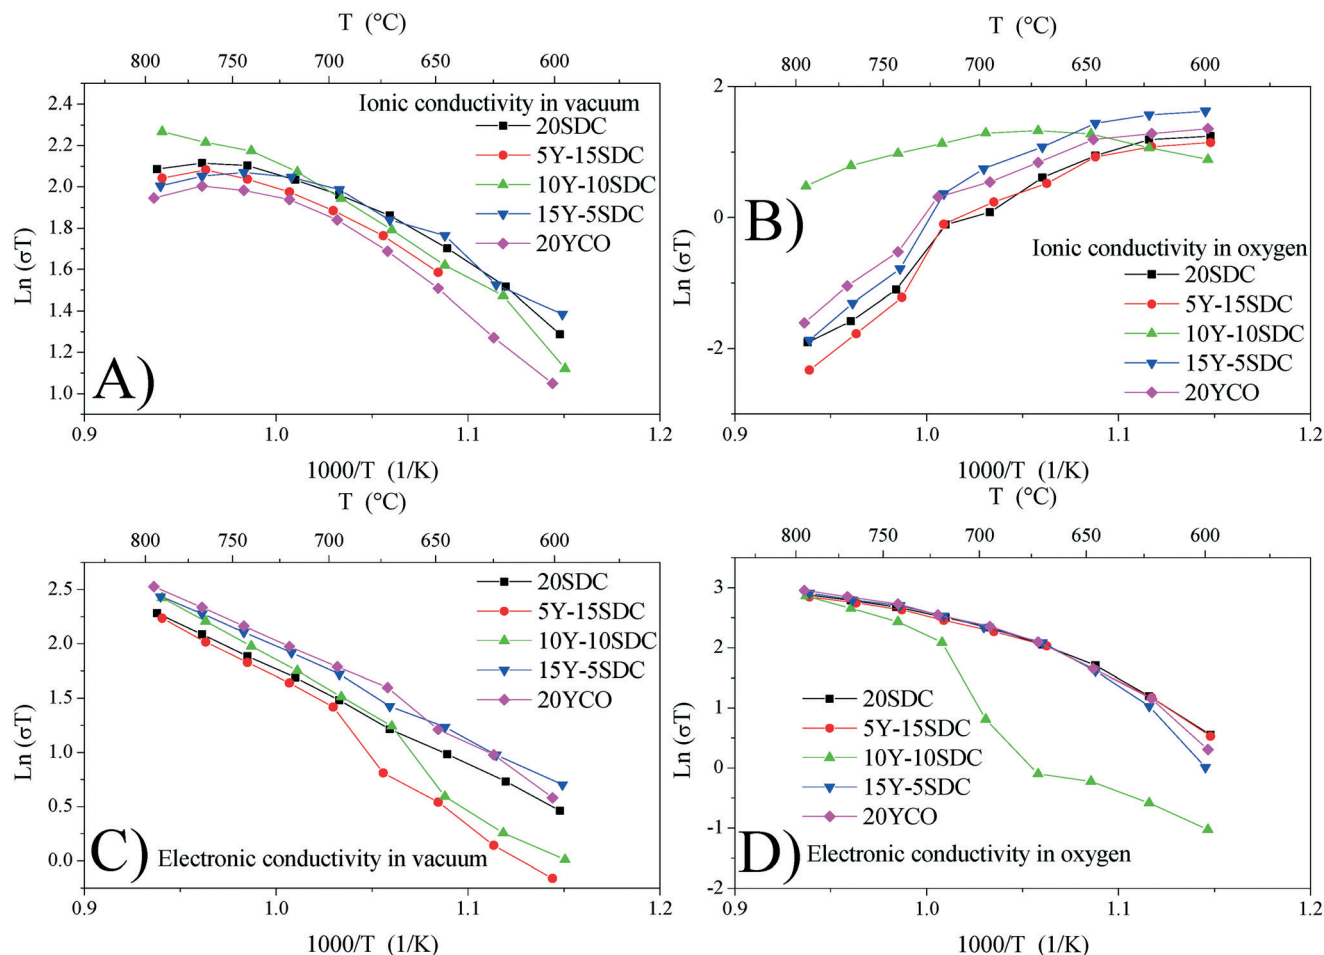 T (°C)
800 750 700 650 600
2.4
2.2
2.0
1.8
1.6
1.4
1.2
1.0
Ln (σT)
Ionic conductivity in vacuum
20SDC
5Y-15SDC
10Y-10SDC
15Y-5SDC
20YCO
A)
0.9 1.0 1.1 1.2
1000/T (1/K)
T (°C)
800 750 700 650 600
2
0
-2
Ln (σT)
B)
Ionic conductivity in oxygen
20SDC
5Y-15SDC
10Y-10SDC
15Y-5SDC
20YCO
0.9 1.0 1.1 1.2
1000/T (1/K)
T (°C)
800 750 700 650 600
2.5
2.0
1.5
1.0
0.5
0.0
Ln (σT)
20SDC
5Y-15SDC
10Y-10SDC
15Y-5SDC
20YCO
C)
Electronic conductivity in vacuum
0.9 1.0 1.1 1.2
1000/T (1/K)
T (°C)
800 750 700 650 600
3
2
1
0
-1
-2
Ln (σT)
20SDC
5Y-15SDC
10Y-10SDC
15Y-5SDC
20YCO
D)
Electronic conductivity in oxygen
0.9 1.0 1.1 1.2
1000/T (1/K)